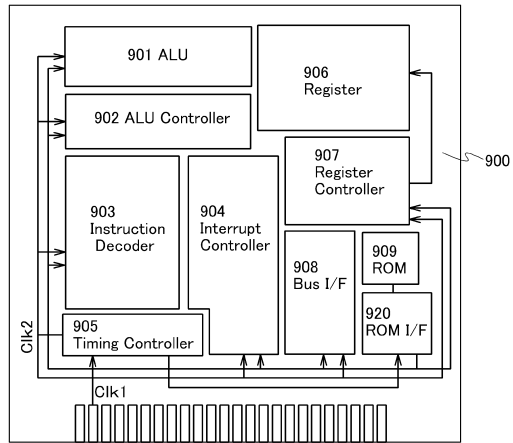 901 ALU
906
Register
902 ALU Controller
907
Register
Controller
900
903
Instruction
Decoder
904
Interrupt
Controller
908
Bus I/F
909
ROM
920
ROM I/F
905
Timing Controller
Clk2
Clk1